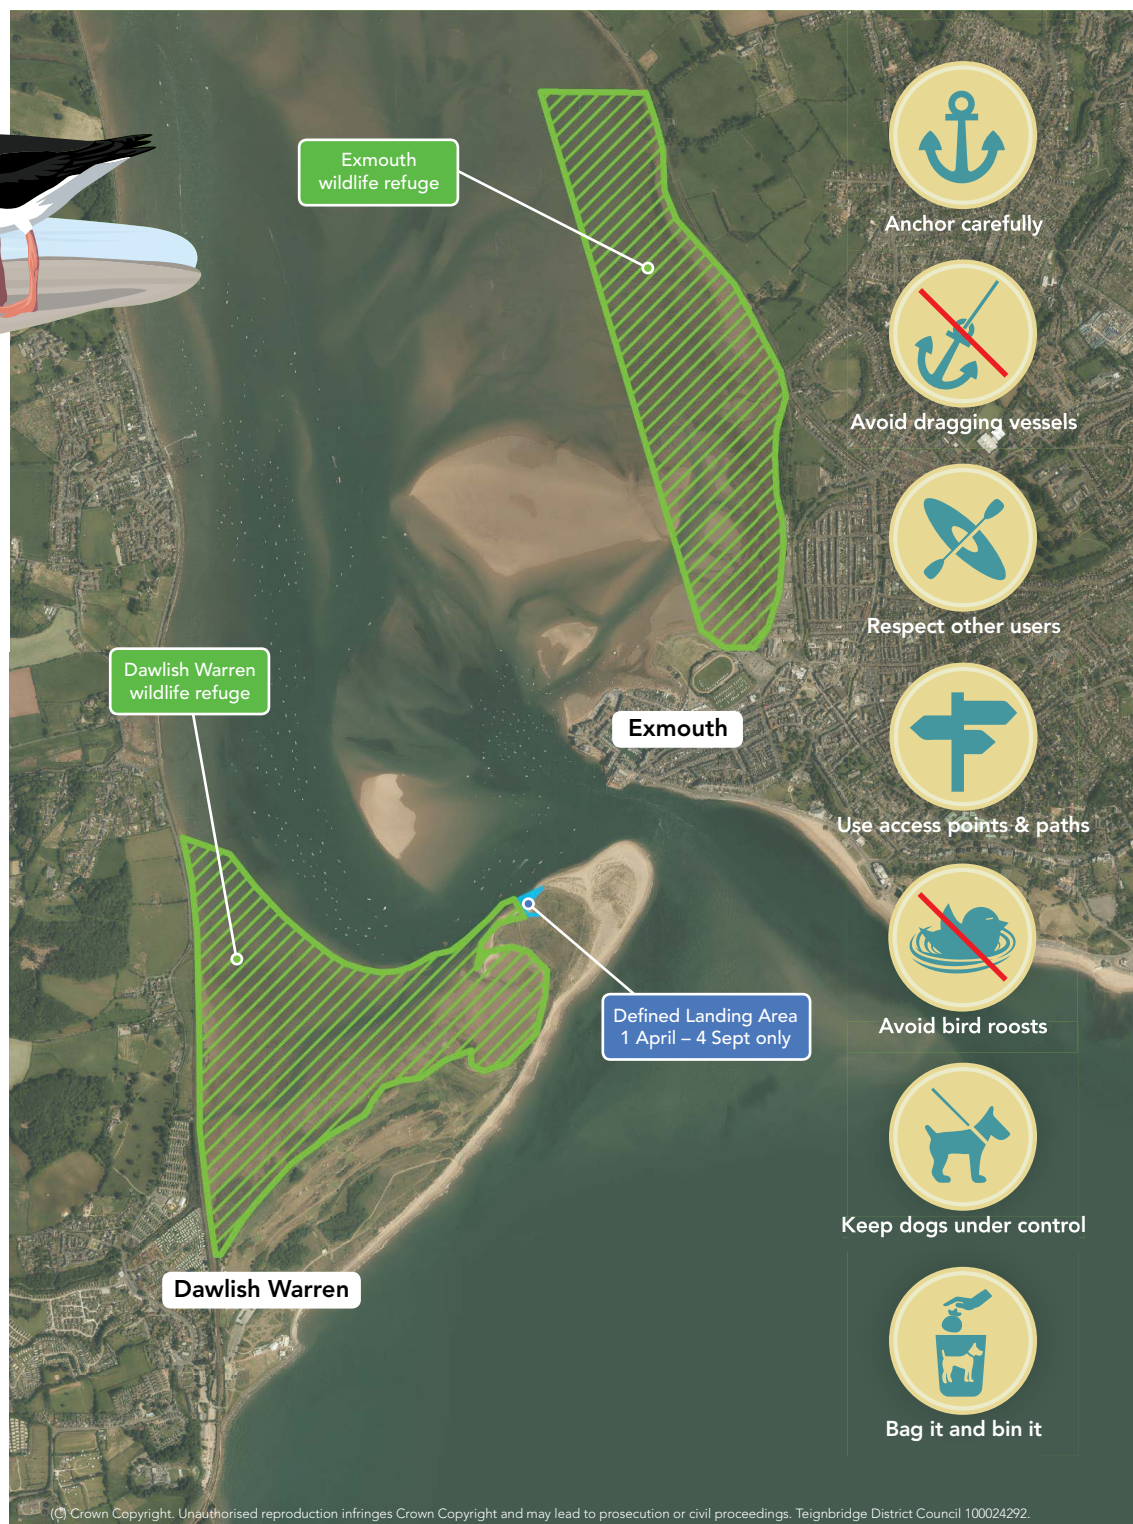 Exmouth
wildlife refuge
Anchor carefully
Avoid dragging vessels
Respect other users
Dawlish Warren
wildlife refuge
Exmouth
Use access points & paths
Defined Landing Area
1 April – 4 Sept only
Avoid bird roosts
Keep dogs under control
Dawlish Warren
Bag it and bin it
(C) Crown Copyright. Unauthorised reproduction infringes Crown Copyright and may lead to prosecution or civil proceedings. Teignbridge District Council 100024292.